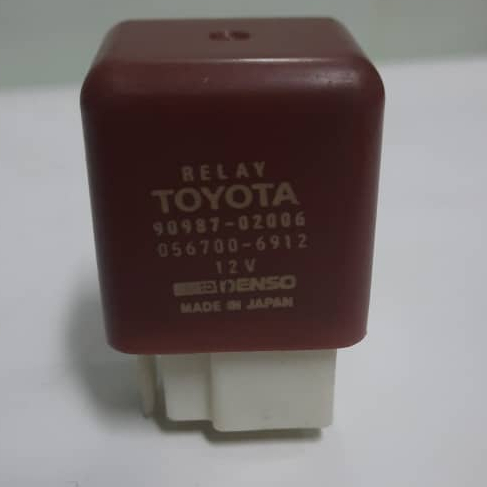 RELAY
TOYOTA
90987-02006
056700-6912
12V
DENSO
MADE IN JAPAN